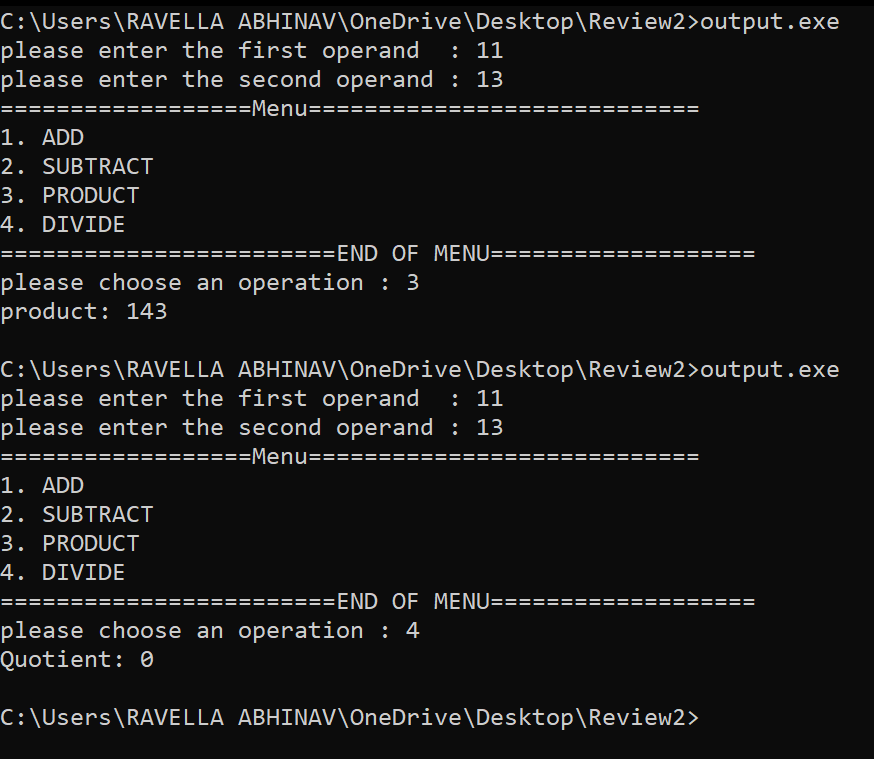 C:\Users\RAVELLA ABHINAV\OneDrive\Desktop\Review2>output.exe
please enter the first operand  : 11
please enter the second operand : 13
==================Menu============================
1. ADD
2. SUBTRACT
3. PRODUCT
4. DIVIDE
========================END OF MENU===================
please choose an operation : 3
product: 143
C:\Users\RAVELLA ABHINAV\OneDrive\Desktop\Review2>output.exe
please enter the first operand  : 11
please enter the second operand : 13
==================Menu============================
1. ADD
2. SUBTRACT
3. PRODUCT
4. DIVIDE
========================END OF MENU===================
please choose an operation : 4
Quotient: 0
C:\Users\RAVELLA ABHINAV\OneDrive\Desktop\Review2>